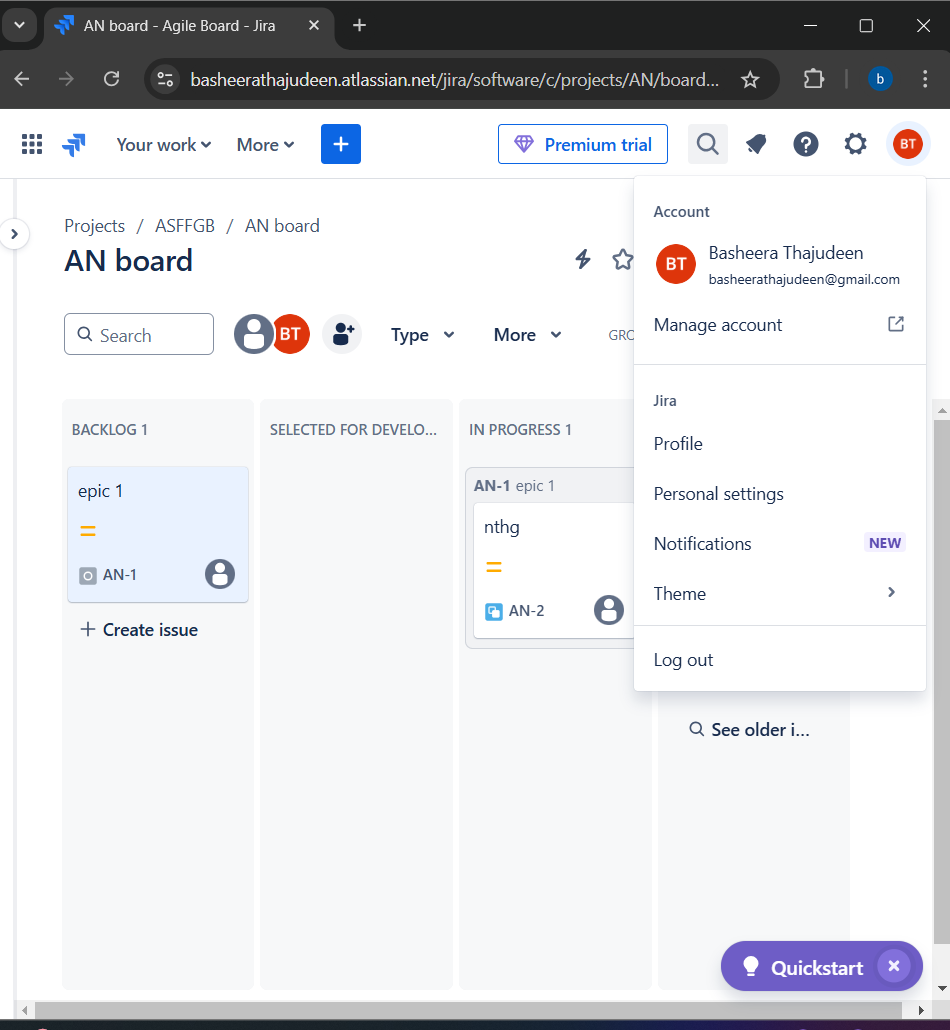 AN board - Agile Board - Jira
basheerathajudeen.atlassian.net/jira/software/c/projects/AN/board...
b
Your work
More
+
Premium trial
BT
Projects / ASFFGB / AN board
AN board
Search
BT
Type
More
GRO
Account
BT
Basheera Thajudeen
basheerathajudeen@gmail.com
Manage account
Jira
Profile
Personal settings
Notifications NEW
Theme
Log out
BACKLOG 1
epic 1
AN-1
+ Create issue
SELECTED FOR DEVELO...
IN PROGRESS 1
AN-1 epic 1
nthg
AN-2
See older i...
Quickstart